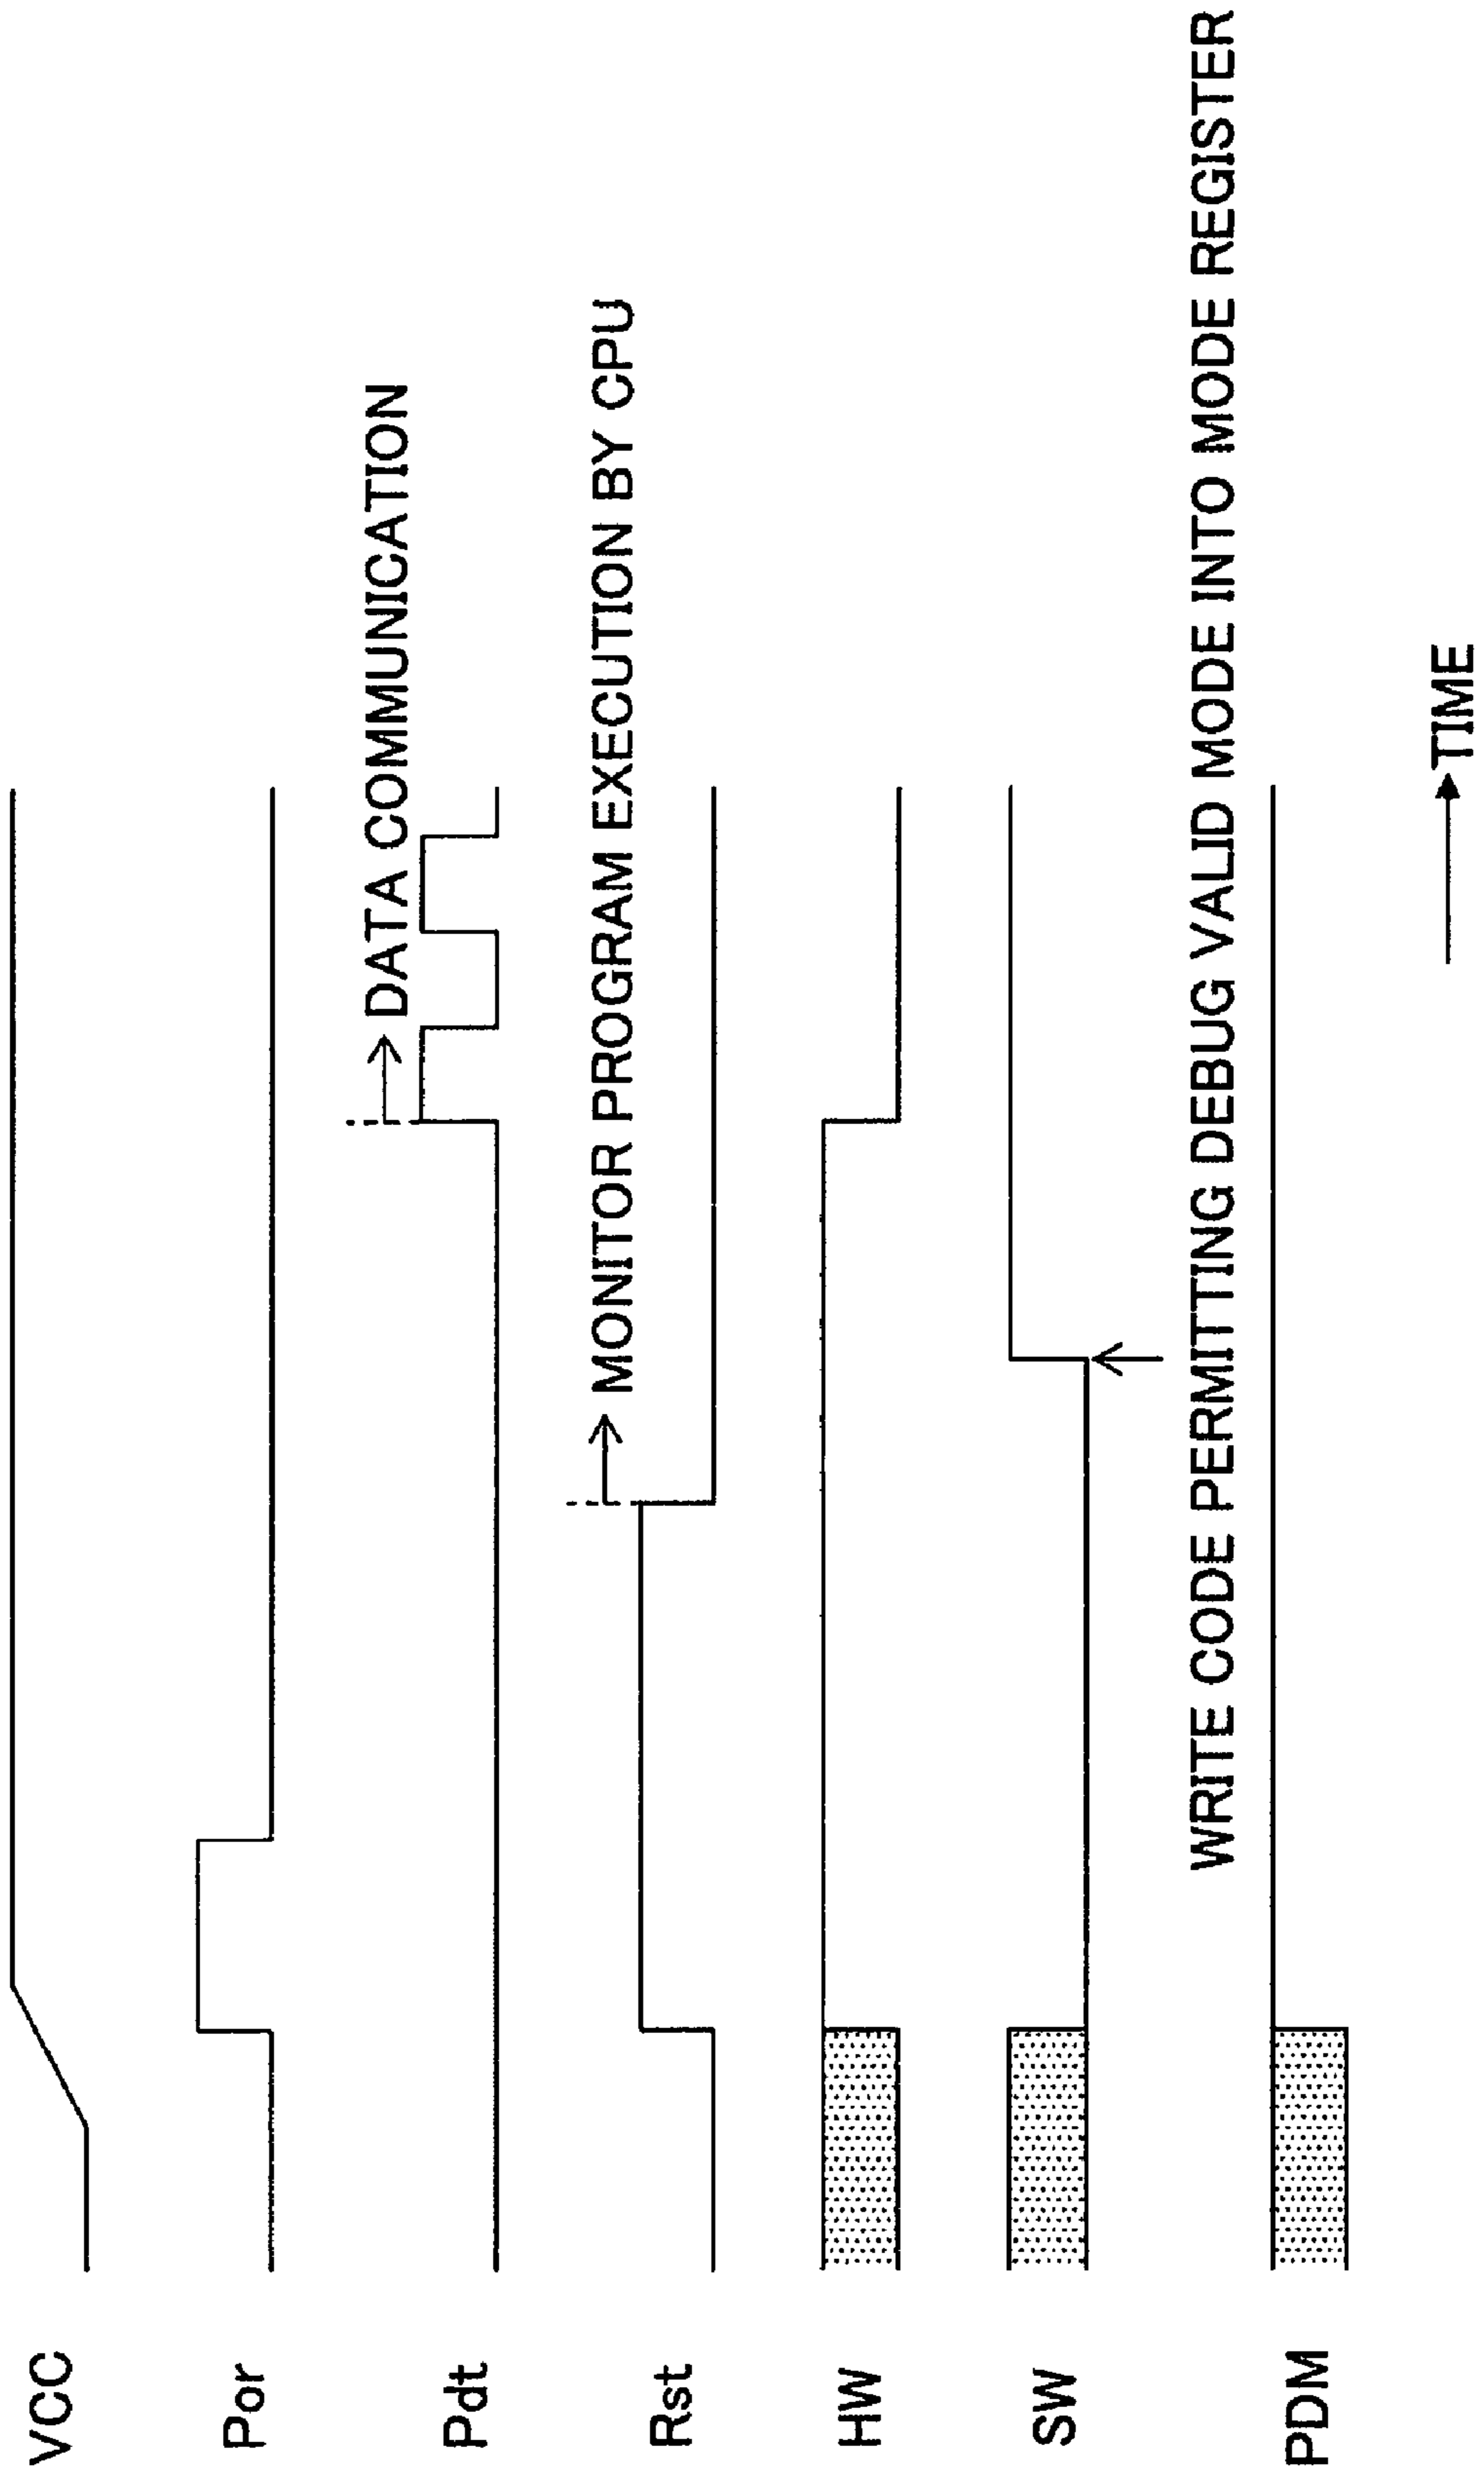 VCC
Por
DATA COMMUNICATION
Pdt
MONITOR PROGRAM EXECUTION BY CPU
Rst
HW
SW
WRITE CODE PERMITTING DEBUG VALID MODE INTO MODE REGISTER
PDM
TIME